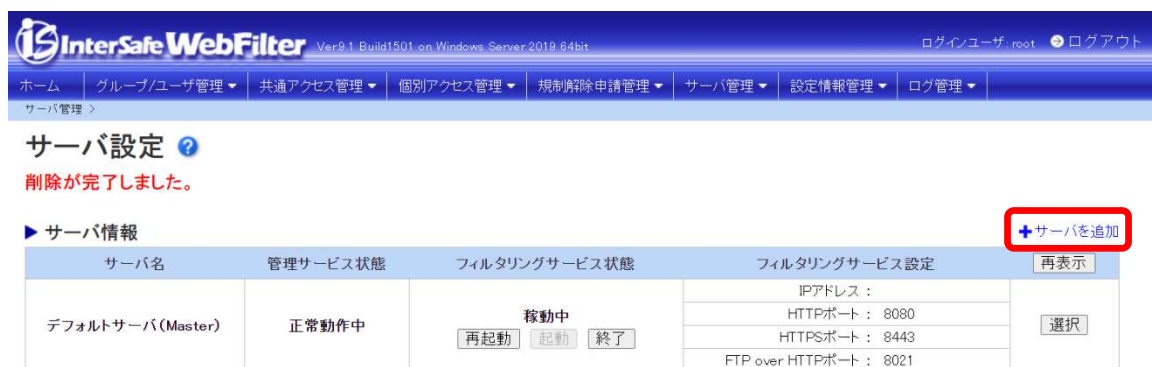 InterSafe WebFilter Ver9.1 Build1501 on Windows Server 2019 64bit ログインユーザ: root ログアウト
ホーム グループ/ユーザ管理▼ 共通アクセス管理▼ 個別アクセス管理▼ 規制解除申請管理▼ サーバ管理▼ 設定情報管理▼ ログ管理▼
サーバ管理 >
サーバ設定 ?
削除が完了しました。
▶ サーバ情報 +サーバを追加
サーバ名 管理サービス状態 フィルタリングサービス状態 フィルタリングサービス設定 再表示
IPアドレス:
デフォルトサーバ(Master) 正常動作中 稼動中 HTTPポート: 8080 選択
再起動 起動 終了 HTTPSポート: 8443
FTP over HTTPポート: 8021